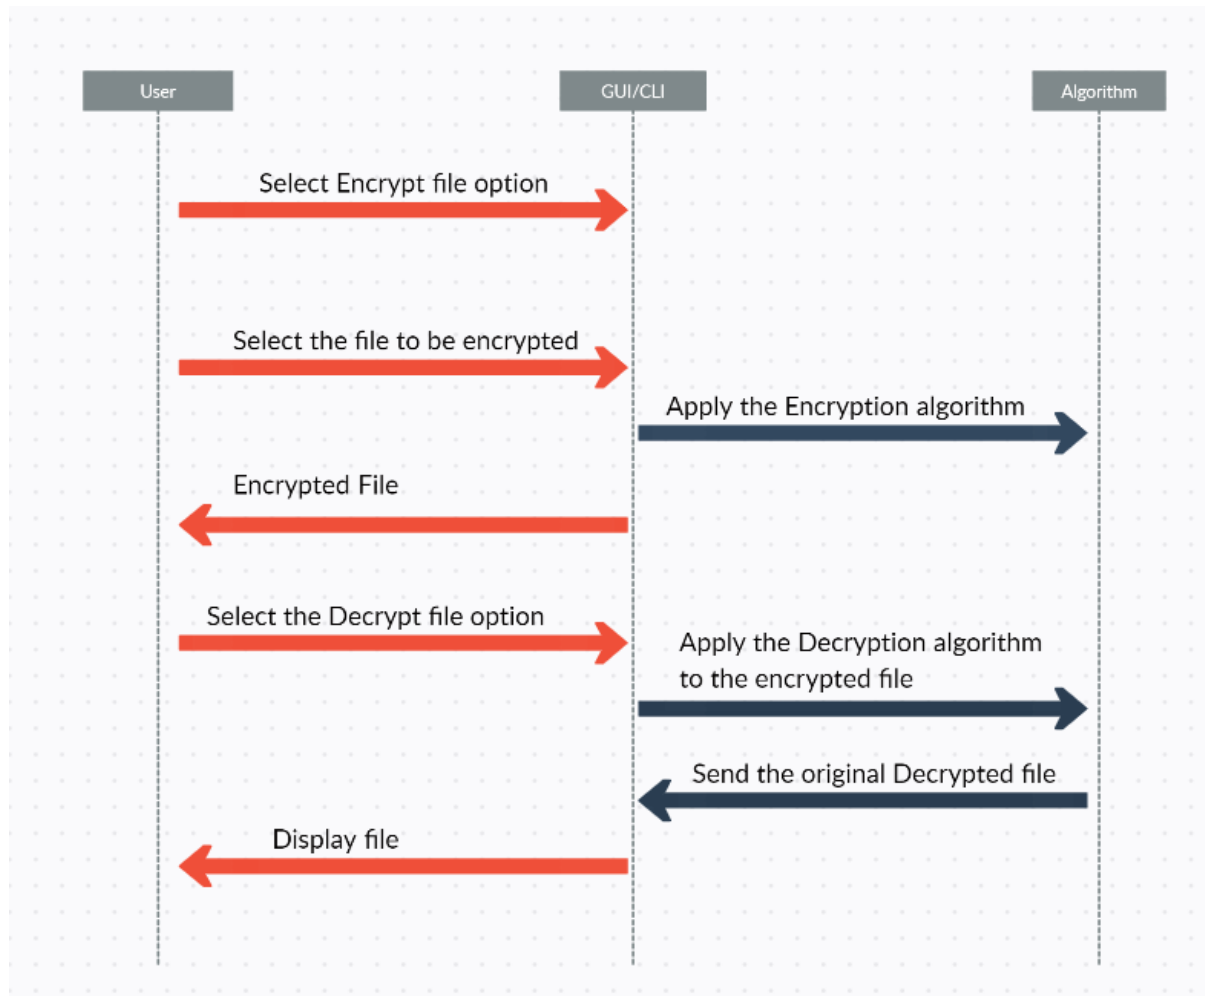 User
GUI/CLI
Algorithm
Select Encrypt file option
Select the file to be encrypted
Apply the Encryption algorithm
Encrypted File
Select the Decrypt file option
Apply the Decryption algorithm
to the encrypted file
Send the original Decrypted file
Display file